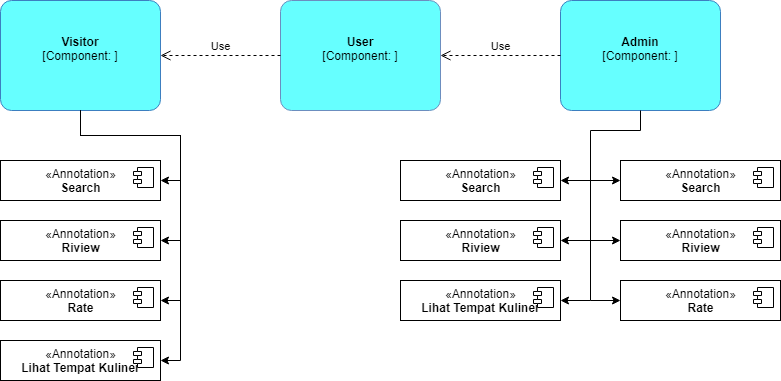 Visitor
[Component: ]
Use
User
[Component: ]
Use
Admin
[Component: ]
«Annotation»
Search
«Annotation»
Riview
«Annotation»
Rate
«Annotation»
Lihat Tempat Kuliner
«Annotation»
Search
«Annotation»
Search
«Annotation»
Riview
«Annotation»
Riview
«Annotation»
Lihat Tempat Kuliner
«Annotation»
Rate